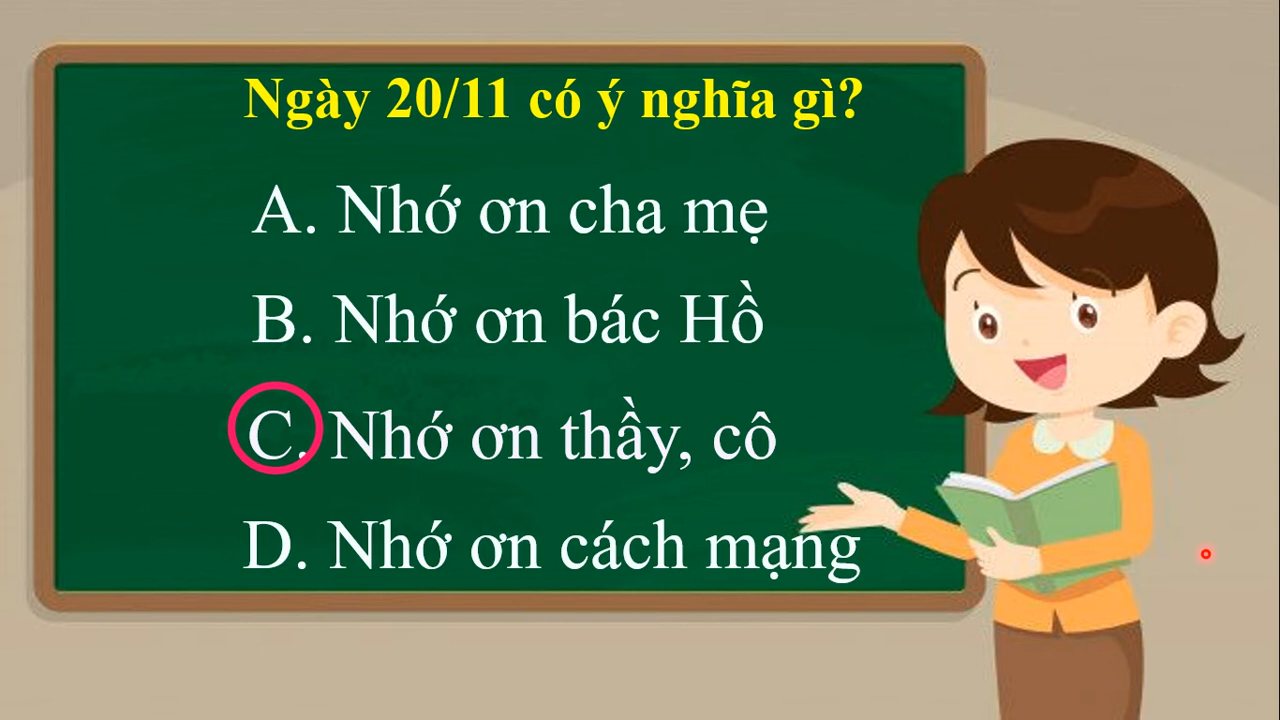 Ngày 20/11 có ý nghĩa gì?
A. Nhớ ơn cha mẹ
B. Nhớ ơn bác Hồ
C. Nhớ ơn thầy, cô
D. Nhớ ơn cách mạng